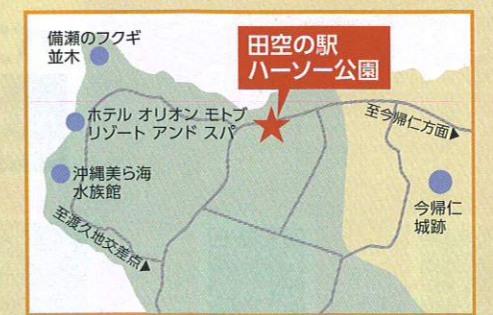 備瀬のフクギ
並木
田空の駅
ハーソー公園
ホテル オリオン モトブ
リゾート アンド スパ
至今帰仁方面▲
沖縄美ら海
水族館
今帰仁
城跡
至渡久地交差点▲